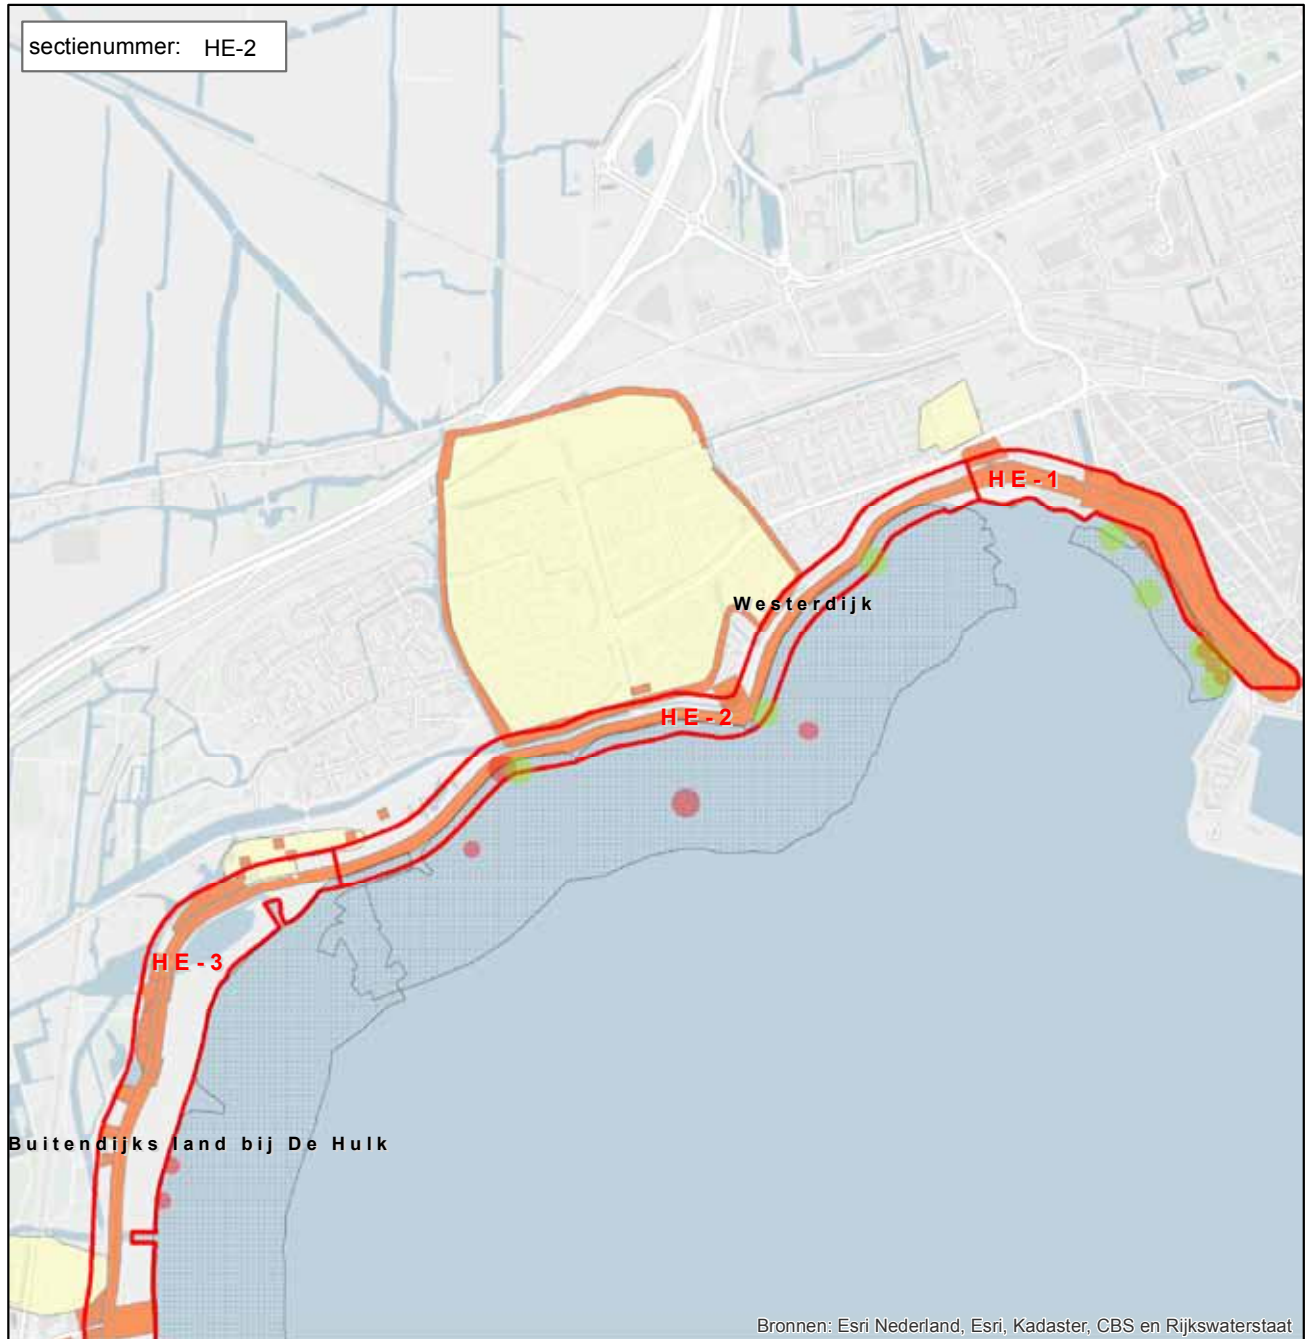 sectienummer: HE-2
HE-1
Westerdijk
HE-2
HE-3
Buitendijks land bij De Hulk
Bronnen: Esri Nederland, Esri, Kadaster, CBS en Rijkswaterstaat